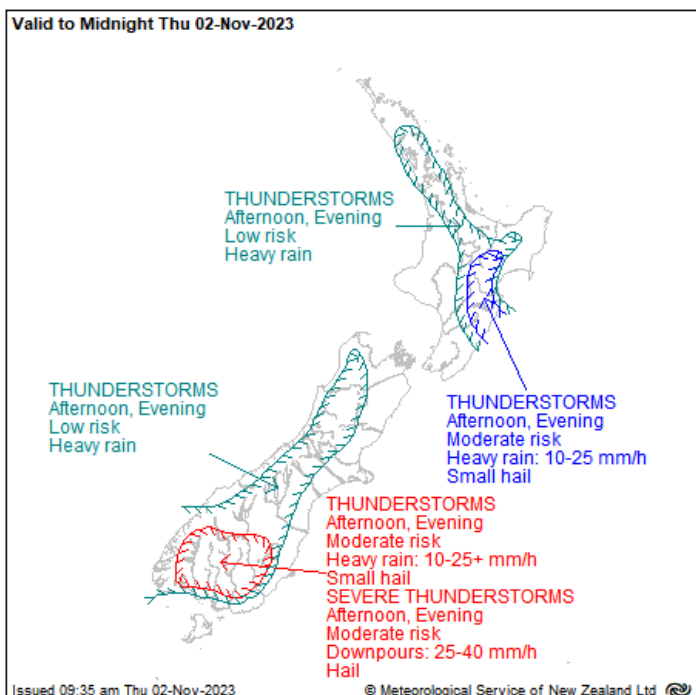 Valid to Midnight Thu 02-Nov-2023
THUNDERSTORMS
Afternoon, Evening
Low risk
Heavy rain
THUNDERSTORMS
Afternoon, Evening
Low risk
Heavy rain
THUNDERSTORMS
Afternoon, Evening
Moderate risk
Heavy rain: 10-25 mm/h
Small hail
THUNDERSTORMS
Afternoon, Evening
Moderate risk
Heavy rain: 10-25+ mm/h
Small hail
SEVERE THUNDERSTORMS
Afternoon, Evening
Moderate risk
Downpours: 25-40 mm/h
Hail
Issued 09:35 am Thu 02-Nov-2023
© Meteorological Service of New Zealand Ltd